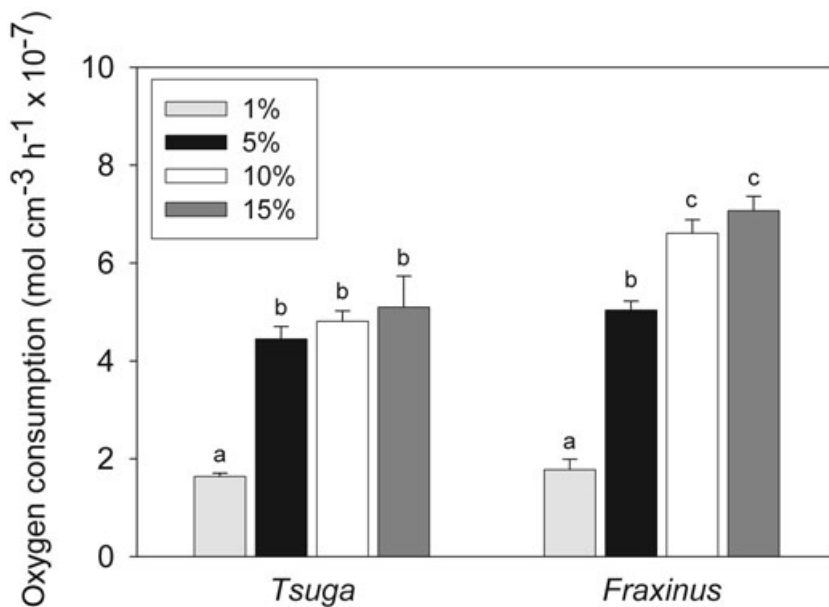 Oxygen consumption (mol cm⁻³ h⁻¹ x 10⁻⁷)
10
8
6
4
2
0
1%
5%
10%
15%
a
b
b
b
a
b
c
c
Tsuga
Fraxinus